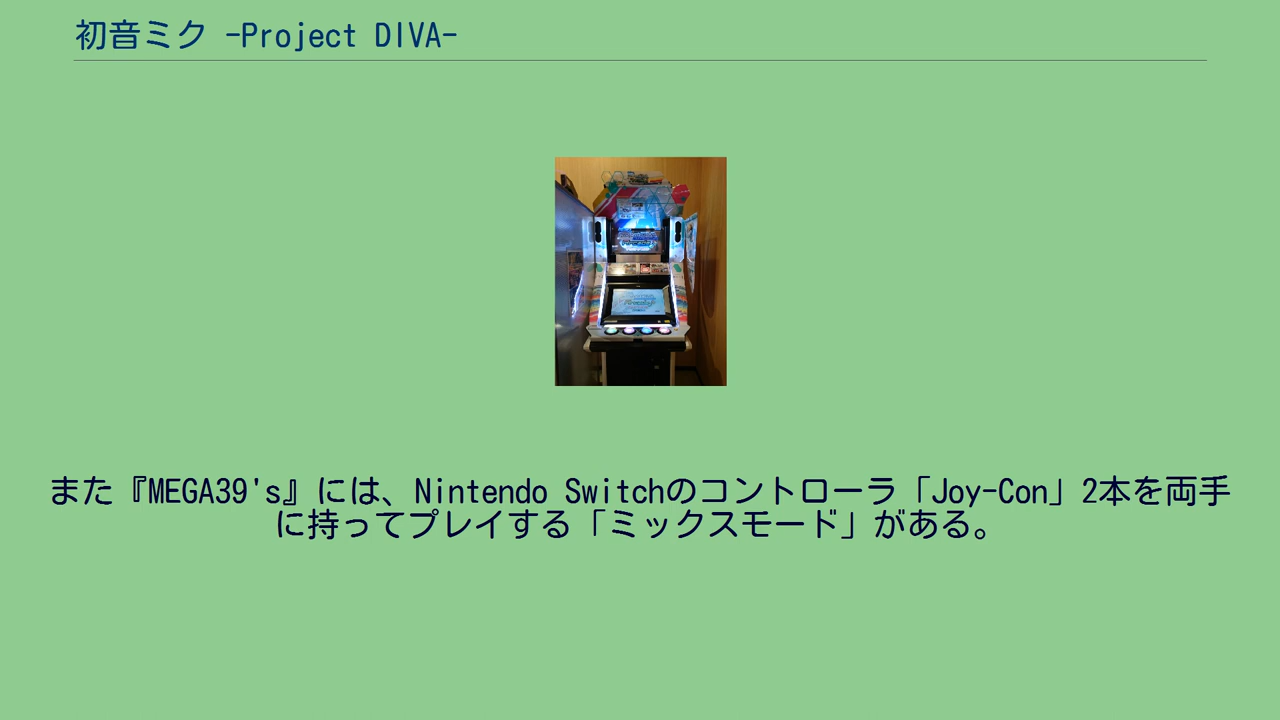 初音ミク -Project DIVA-
また『MEGA39's』には、Nintendo Switchのコントローラ「Joy-Con」2本を両手
に持ってプレイする「ミックスモード」がある。